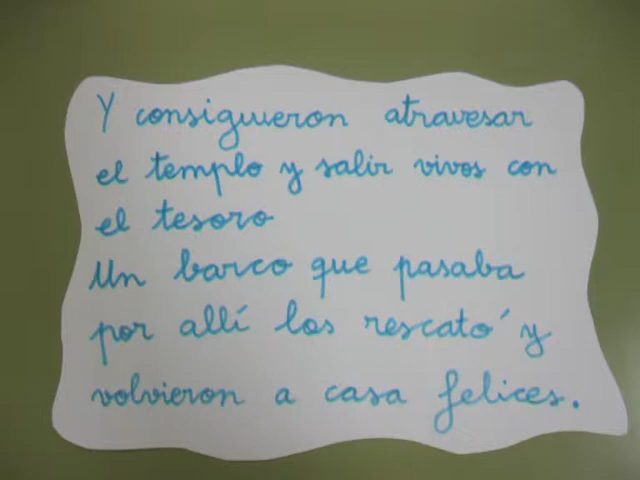 Y consiguieron atravesar
el templo y salir vivos con
el tesoro
Un barco que pasaba
por allí los rescató y
volvieron a casa felices.